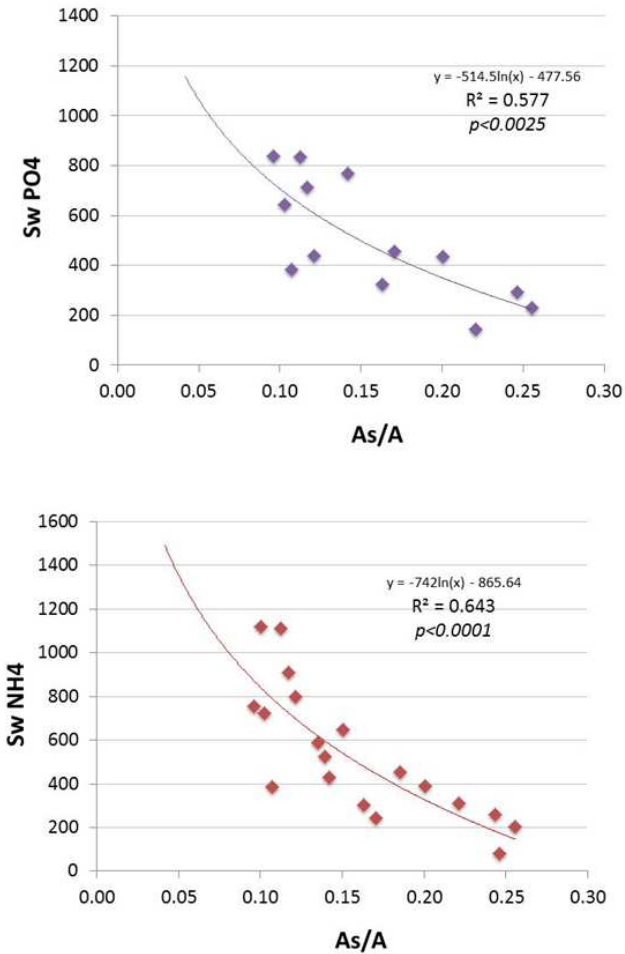 1400
1200
1000
800
600
400
200
0
Sw PO4
y = -514.5ln(x) - 477.56
R² = 0.577
p<0.0025
0.00 0.05 0.10 0.15 0.20 0.25 0.30
As/A
1600
1400
1200
1000
800
600
400
200
0
Sw NH4
y = -742ln(x) - 865.64
R² = 0.643
p<0.0001
0.00 0.05 0.10 0.15 0.20 0.25 0.30
As/A